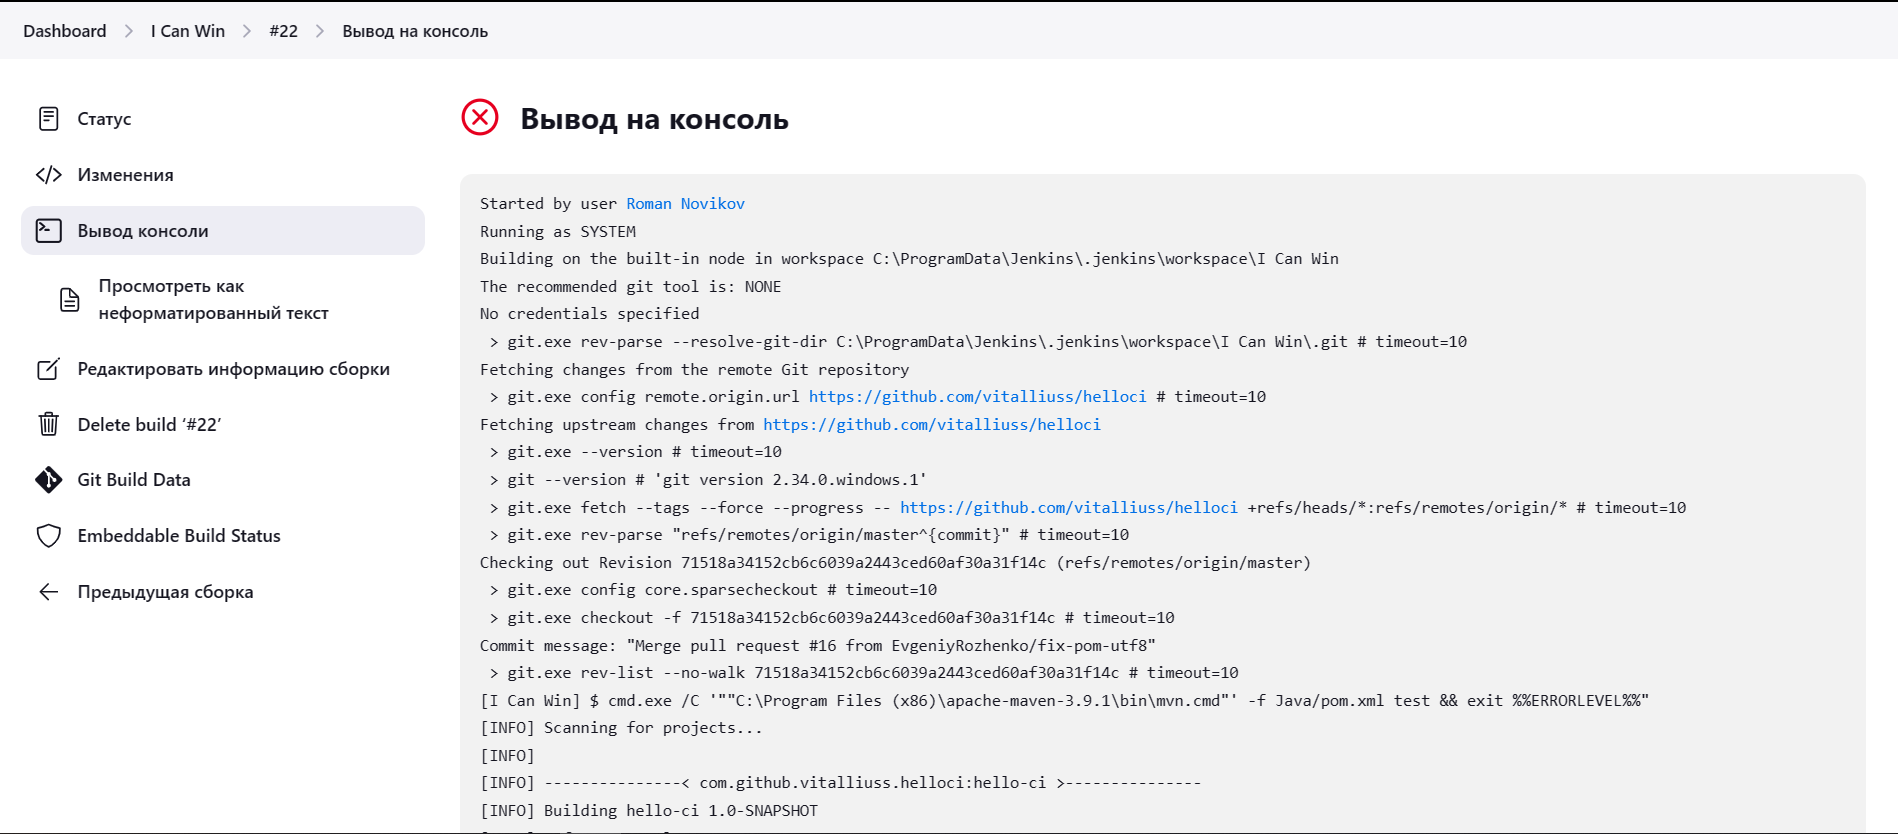 Dashboard > I Can Win > #22 > Вывод на консоль
Статус
Изменения
Вывод консоли
Просмотреть как
неформатированный текст
Редактировать информацию сборки
Delete build ‘#22’
Git Build Data
Embeddable Build Status
Предыдущая сборка
Вывод на консоль
Started by user Roman Novikov
Running as SYSTEM
Building on the built-in node in workspace C:\ProgramData\Jenkins\.jenkins\workspace\I Can Win
The recommended git tool is: NONE
No credentials specified
 > git.exe rev-parse --resolve-git-dir C:\ProgramData\Jenkins\.jenkins\workspace\I Can Win\.git # timeout=10
Fetching changes from the remote Git repository
 > git.exe config remote.origin.url https://github.com/vitalliuss/helloci # timeout=10
Fetching upstream changes from https://github.com/vitalliuss/helloci
 > git.exe --version # timeout=10
 > git --version # 'git version 2.34.0.windows.1'
 > git.exe fetch --tags --force --progress -- https://github.com/vitalliuss/helloci +refs/heads/*:refs/remotes/origin/* # timeout=10
 > git.exe rev-parse "refs/remotes/origin/master^{commit}" # timeout=10
Checking out Revision 71518a34152cb6c6039a2443ced60af30a31f14c (refs/remotes/origin/master)
 > git.exe config core.sparsecheckout # timeout=10
 > git.exe checkout -f 71518a34152cb6c6039a2443ced60af30a31f14c # timeout=10
Commit message: "Merge pull request #16 from EvgeniyRozhenko/fix-pom-utf8"
 > git.exe rev-list --no-walk 71518a34152cb6c6039a2443ced60af30a31f14c # timeout=10
[I Can Win] $ cmd.exe /C '""C:\Program Files (x86)\apache-maven-3.9.1\bin\mvn.cmd"' -f Java/pom.xml test && exit %%ERRORLEVEL%%"
[INFO] Scanning for projects...
[INFO]
[INFO] ---------------< com.github.vitalliuss.helloci:hello-ci >---------------
[INFO] Building hello-ci 1.0-SNAPSHOT